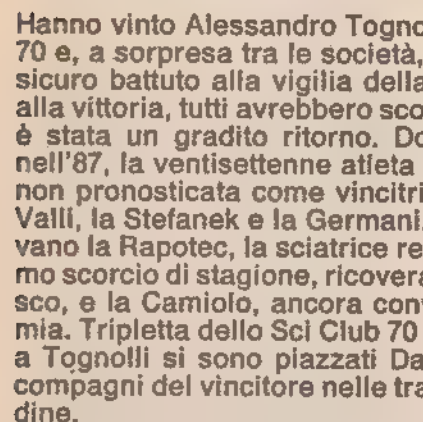 Hanno vinto Alessandro Togno
70 e, a sorpresa tra le società,
sicuro battuto alla vigilia della
alla vittoria, tutti avrebbero sco
è stata un gradito ritorno. Do
nell'87, la ventisettenne atleta
non pronosticata come vincitri
Valli, la Stefanek e la Germani.
vano la Rapotec, la sciatrice re
mo scorcio di stagione, ricovera
sco, e la Camiolo, ancora conv
mia. Tripletta dello Sci Club 70
a Tognolli si sono piazzati Da
compagni del vincitore nelle tra
dine.